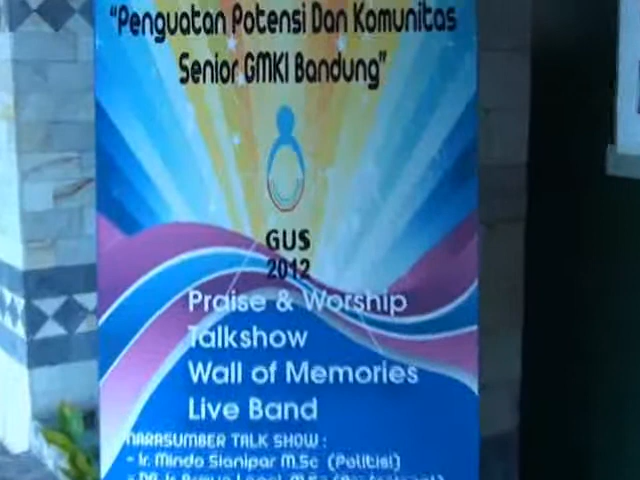 "Penguatan Potensi Dan Komunitas
Senior GMKI Bandung"
GUS
2012
Praise & Worship
Talkshow
Wall of Memories
Live Band
NARASUMBER TALK SHOW :
- Ir. Mindo Sianipar M.Sc (Politisi)